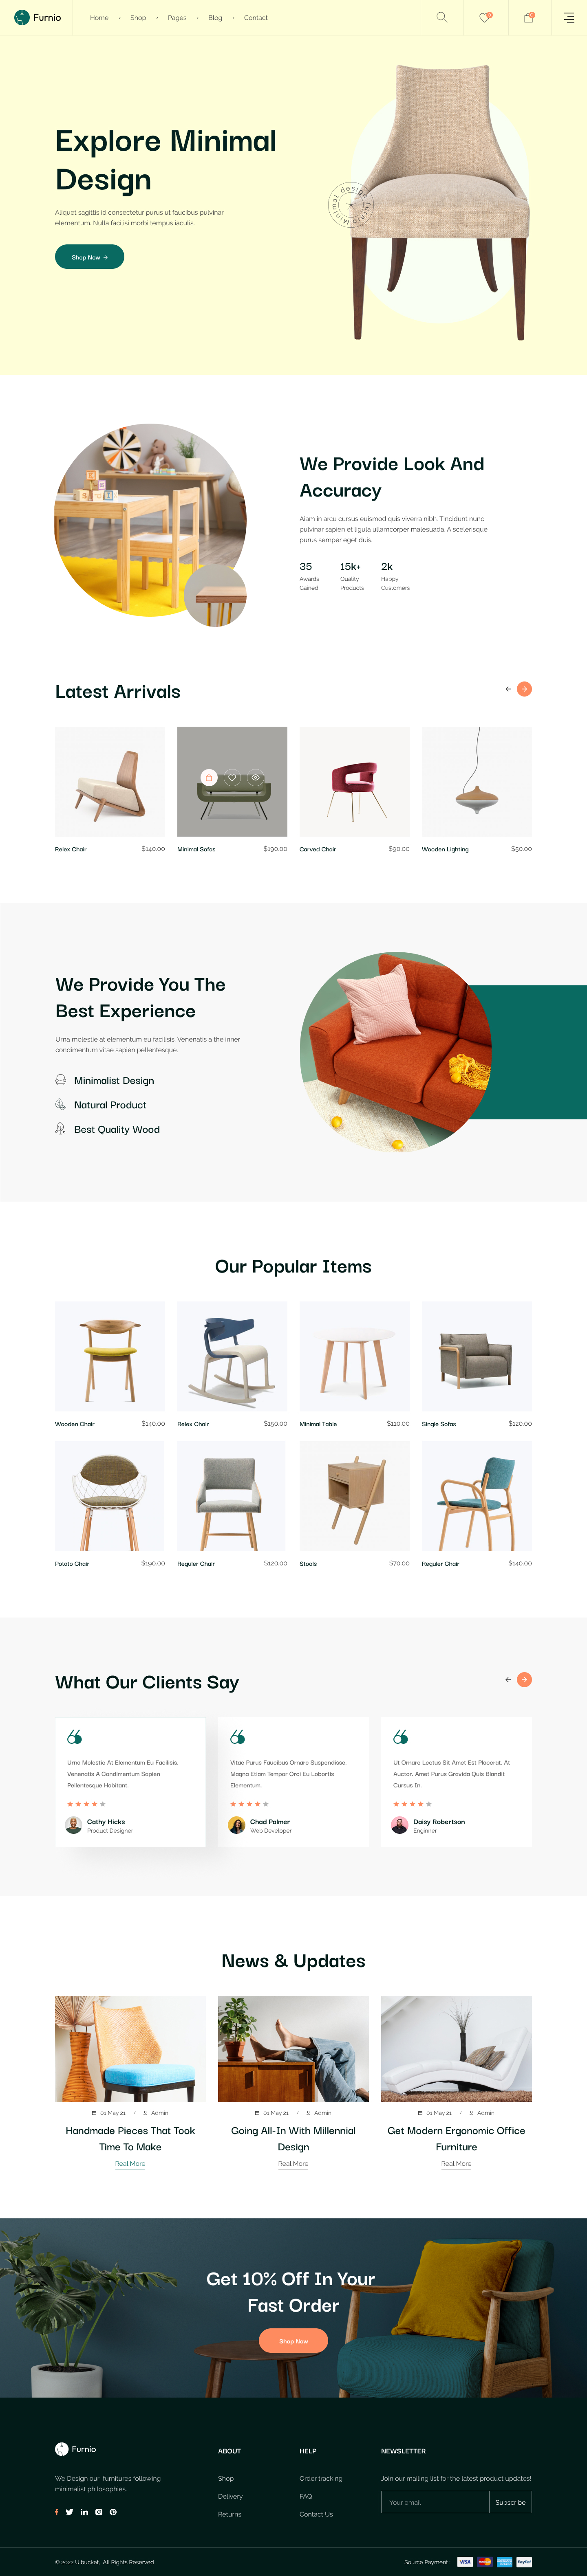 Furnio
Home Shop Pages Blog Contact
0 0
Explore Minimal
Design
Aliquet sagittis id consectetur purus ut faucibus pulvinar
elementum. Nulla facilisi morbi tempus iaculis.
Shop Now →
Minimal design furnio
We Provide Look And
Accuracy
Aiam in arcu cursus euismod quis viverra nibh. Tincidunt nunc
pulvinar sapien et ligula ullamcorper malesuada. A scelerisque
purus semper eget duis.
35 15k+ 2k
Awards Quality Happy
Gained Products Customers
Latest Arrivals
Relex Chair $140.00 Minimal Sofas $190.00 Carved Chair $90.00 Wooden Lighting $50.00
We Provide You The
Best Experience
Urna molestie at elementum eu facilisis. Venenatis a the inner
condimentum vitae sapien pellentesque.
Minimalist Design
Natural Product
Best Quality Wood
Our Popular Items
Wooden Chair $140.00 Relex Chair $150.00 Minimal Table $110.00 Single Sofas $120.00
Potato Chair $190.00 Reguler Chair $120.00 Stools $70.00 Reguler Chair $140.00
What Our Clients Say
Urna Molestie At Elementum Eu Facilisis.
Venenatis A Condimentum Sapien
Pellentesque Habitant.
Cathy Hicks
Product Designer
Vitae Purus Faucibus Ornare Suspendisse.
Magna Etiam Tempor Orci Eu Lobortis
Elementum.
Chad Palmer
Web Developer
Ut Ornare Lectus Sit Amet Est Placerat. At
Auctor. Amet Purus Gravida Quis Blandit
Cursus In.
Daisy Robertson
Enginner
News & Updates
01 May 21 / Admin
Handmade Pieces That Took
Time To Make
Real More
01 May 21 / Admin
Going All-In With Millennial
Design
Real More
01 May 21 / Admin
Get Modern Ergonomic Office
Furniture
Real More
Get 10% Off In Your
Fast Order
Shop Now
Furnio
We Design our furnitures following
minimalist philosophies.
ABOUT
Shop
Delivery
Returns
HELP
Order tracking
FAQ
Contact Us
NEWSLETTER
Join our mailing list for the latest product updates!
Your email Subscribe
© 2022 Uibucket, All Rights Reserved
Source Payment VISA PayPal